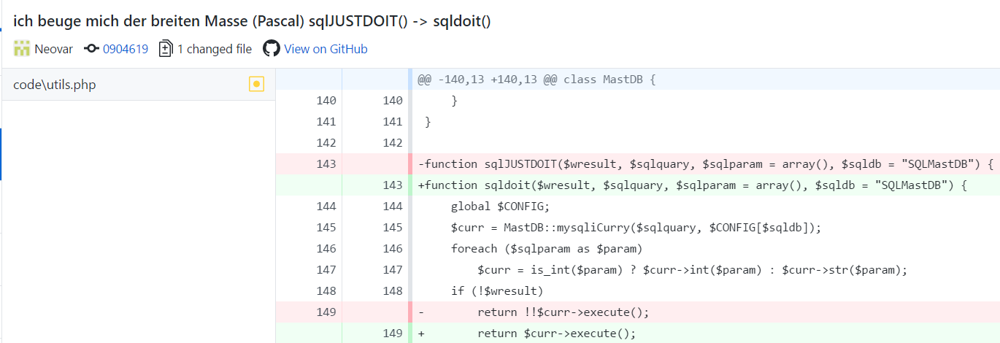 ich beuge mich der breiten Masse (Pascal) sqlJUSTDOIT() -> sqldoit()
Neovar 0904619 1 changed file View on GitHub
code\utils.php
@@ -140,13 +140,13 @@ class MastDB {
140 140 }
141 141 }
142 142
143 -function sqlJUSTDOIT($wresult, $sqlquary, $sqlparam = array(), $sqldb = "SQLMastDB") {
143 +function sqldoit($wresult, $sqlquary, $sqlparam = array(), $sqldb = "SQLMastDB") {
144 144 global $CONFIG;
145 145 $curr = MastDB::mysqliCurry($sqlquary, $CONFIG[$sqldb]);
146 146 foreach ($sqlparam as $param)
147 147 $curr = is_int($param) ? $curr->int($param) : $curr->str($param);
148 148 if (!$wresult)
149 - return !!$curr->execute();
149 + return $curr->execute();